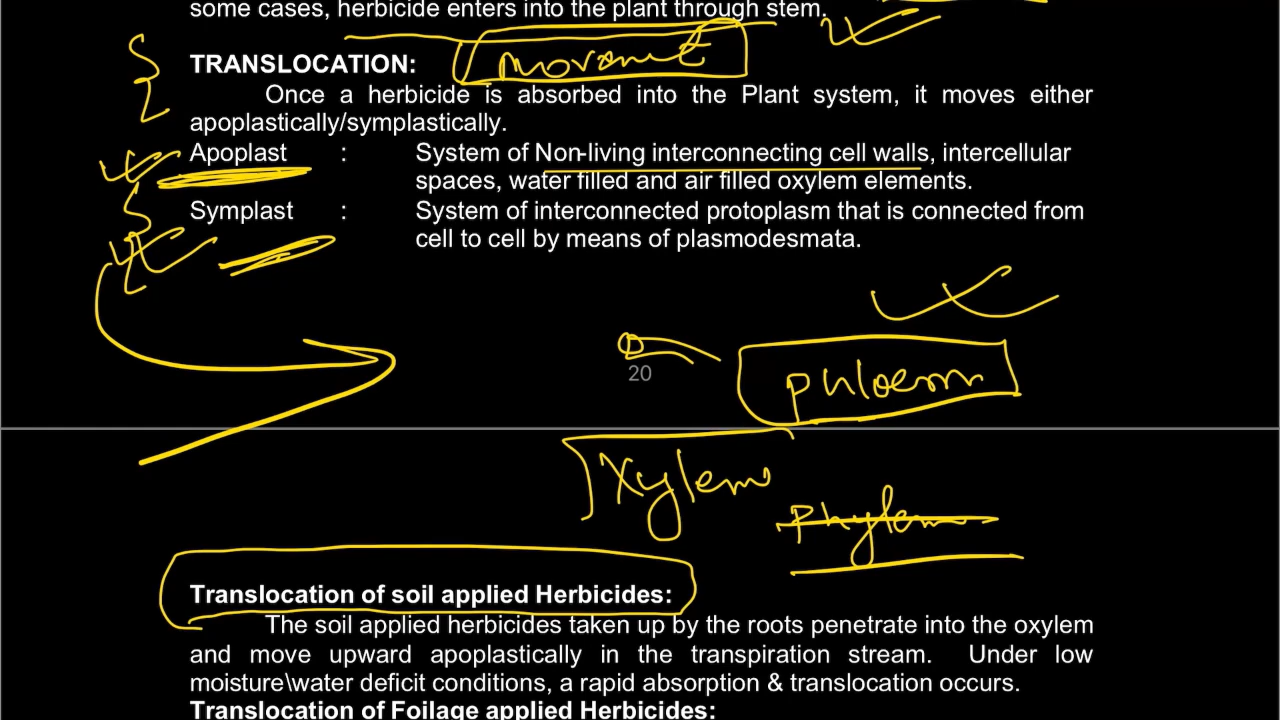 some cases, herbicide enters into the plant through stem.
TRANSLOCATION: movament
Once a herbicide is absorbed into the Plant system, it moves either
apoplastically/symplastically.
Apoplast : System of Non-living interconnecting cell walls, intercellular
spaces, water filled and air filled oxylem elements.
Symplast : System of interconnected protoplasm that is connected from
cell to cell by means of plasmodesmata.
20
phloem
Xylem
phylem
Translocation of soil applied Herbicides:
The soil applied herbicides taken up by the roots penetrate into the oxylem
and move upward apoplastically in the transpiration stream. Under low
moisture\water deficit conditions, a rapid absorption & translocation occurs.
Translocation of Foilage applied Herbicides: